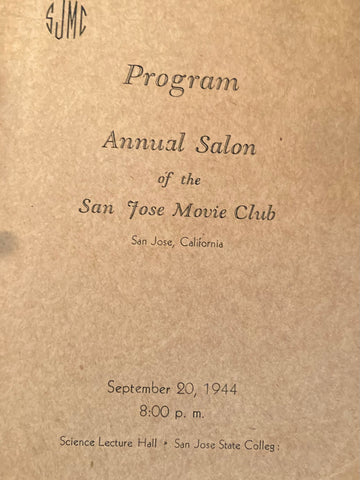 SJMC
Program
Annual Salon
of the
San Jose Movie Club
San Jose, California
September 20, 1944
8:00 p. m.
Science Lecture Hall • San Jose State Colleg: